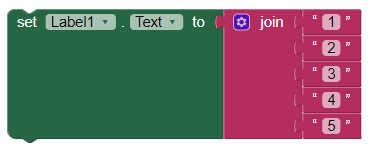 set Label1 . Text to join “ 1 ”
“ 2 ”
“ 3 ”
“ 4 ”
“ 5 ”